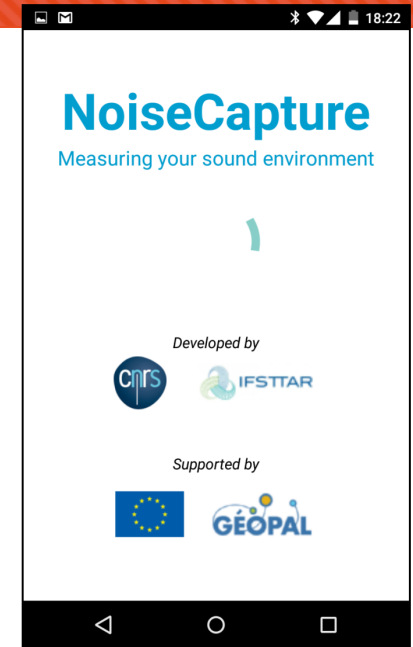 18:22
NoiseCapture
Measuring your sound environment
Developed by
cnrs
IFSTTAR
Supported by
GÉOPAL